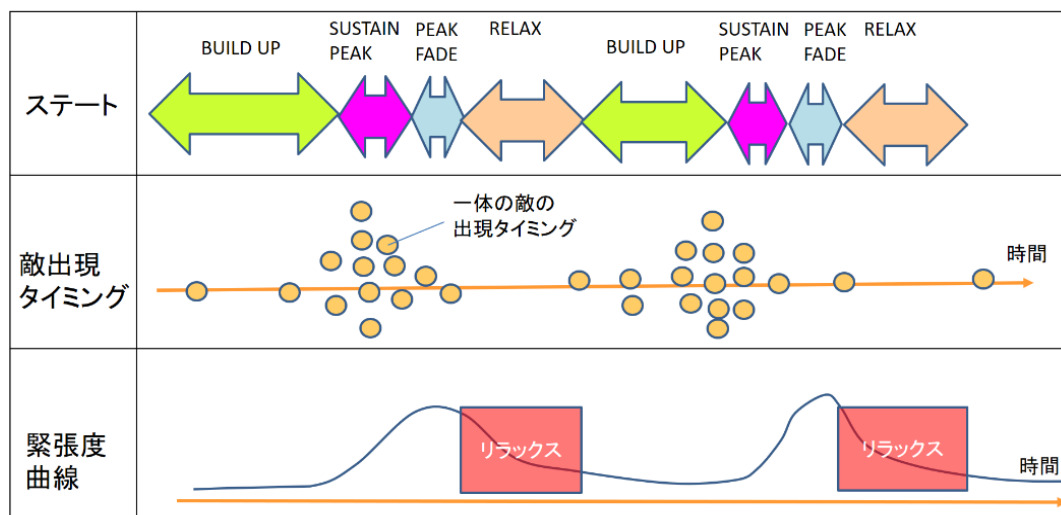 BUILD UP
SUSTAIN
PEAK
PEAK
FADE
RELAX
BUILD UP
SUSTAIN
PEAK
PEAK
FADE
RELAX
ステート
一体の敵の
出現タイミング
時間
敵出現
タイミング
リラックス
リラックス
緊張度
曲線
時間